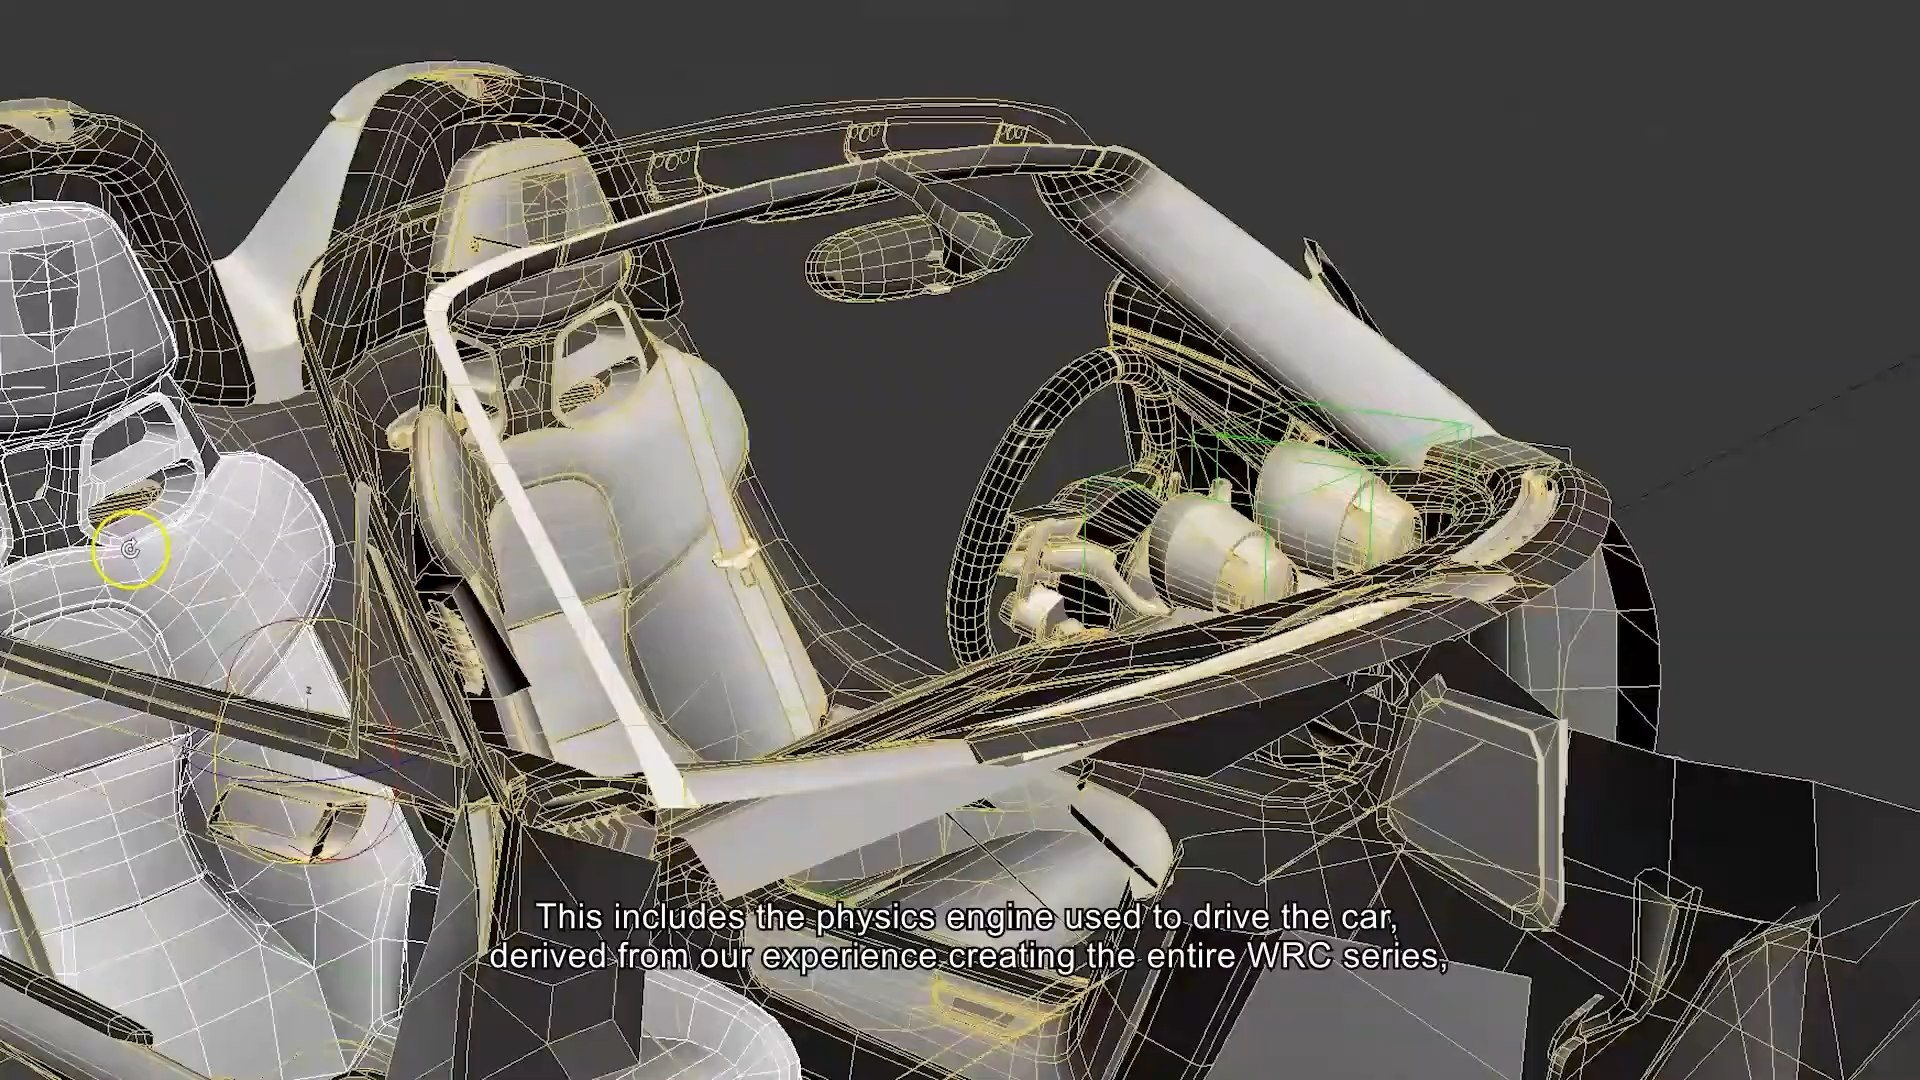 This includes the physics engine used to drive the car,
derived from our experience creating the entire WRC series,